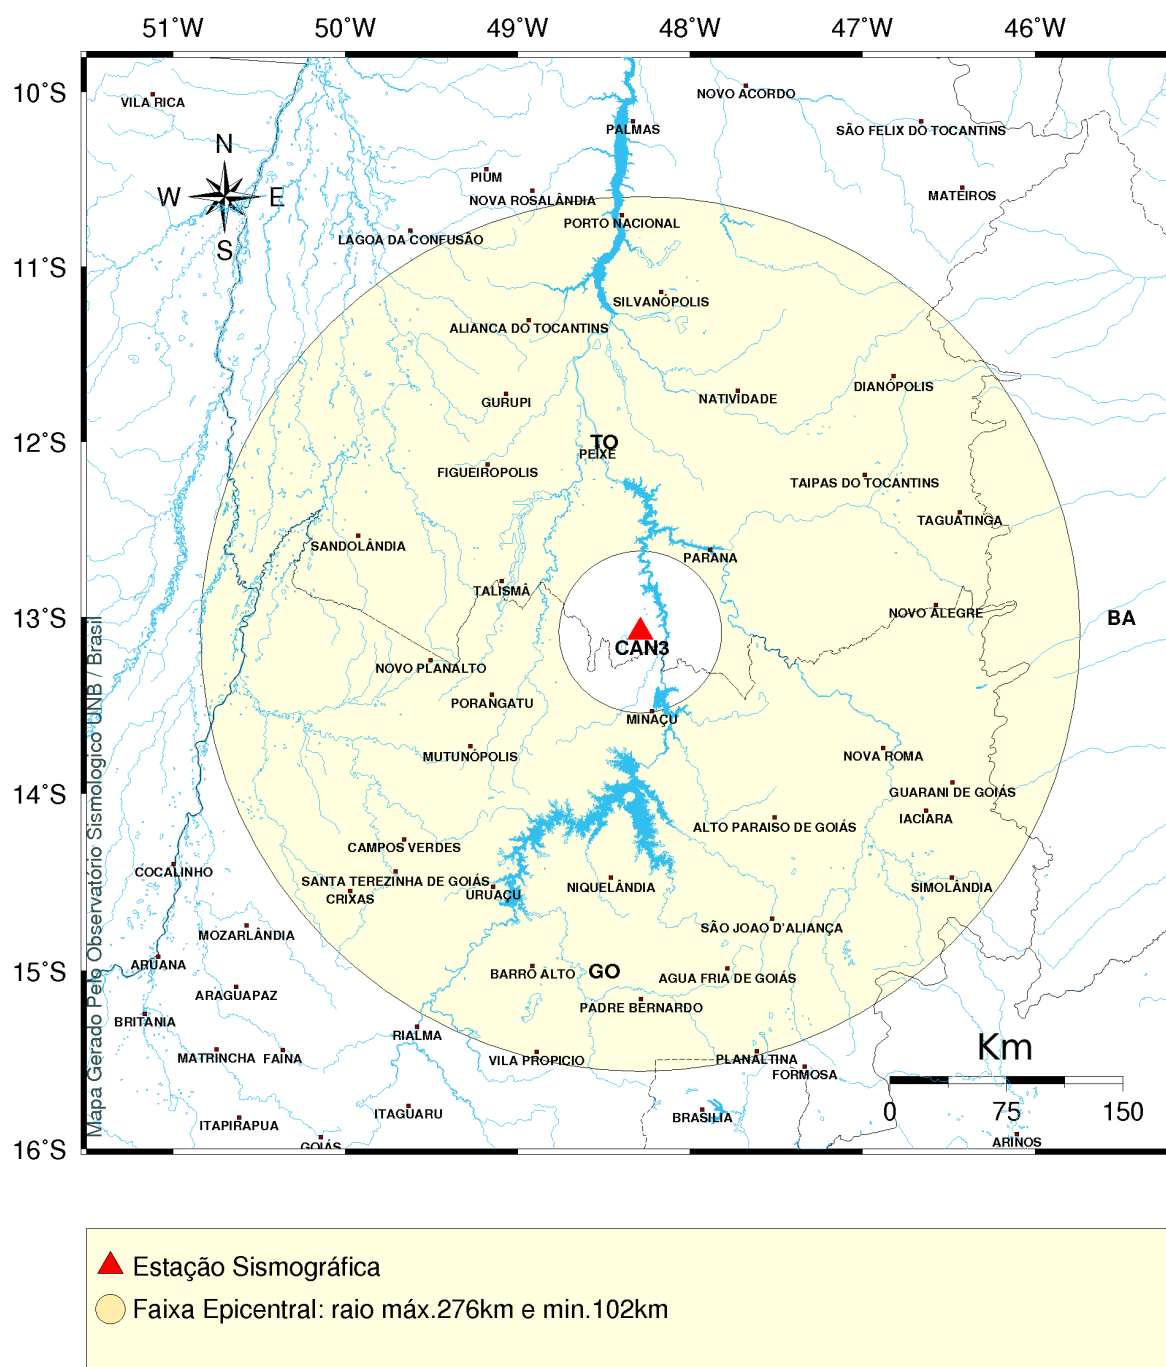 51°W 50°W 49°W 48°W 47°W 46°W
10°S
11°S
12°S
13°S
14°S
15°S
16°S
N
W E
S
VILA RICA
NOVO ACORDO
PALMAS
SÃO FELIX DO TOCANTINS
PIUM
MATEIROS
NOVA ROSALÂNDIA
PORTO NACIONAL
LAGOA DA CONFUSÃO
SILVANÓPOLIS
ALIANCA DO TOCANTINS
DIANÓPOLIS
NATIVIDADE
GURUPI
TO
PEIXE
FIGUEIROPOLIS
TAIPAS DO TOCANTINS
TAGUATINGA
SANDOLÂNDIA
PARANA
TALISMÃ
NOVO ALEGRE
BA
CAN3
NOVO PLANALTO
PORANGATU
MINAÇU
MUTUNÓPOLIS
NOVA ROMA
GUARANI DE GOIÁS
IACIARA
ALTO PARAISO DE GOIÁS
CAMPOS VERDES
COCALINHO
SANTA TEREZINHA DE GOIÁS
NIQUELÂNDIA
SIMOLÂNDIA
URUAÇU
CRIXAS
SÃO JOAO D'ALIANÇA
MOZARLÂNDIA
ARUANA
BARRO ALTO
GO
AGUA FRIA DE GOIÁS
ARAGUAPAZ
PADRE BERNARDO
BRITANIA
RIALMA
MATRINCHA
FAINA
VILA PROPICIO
PLANALTINA
FORMOSA
ITAGUARU
BRASILIA
ITAPIRAPUA
GOIÁS
ARINOS
Km
0 75 150
Mapa Gerado Pelo Observatório Sismologico UNB / Brasil
Estação Sismográfica
Faixa Epicentral: raio máx.276km e min.102km